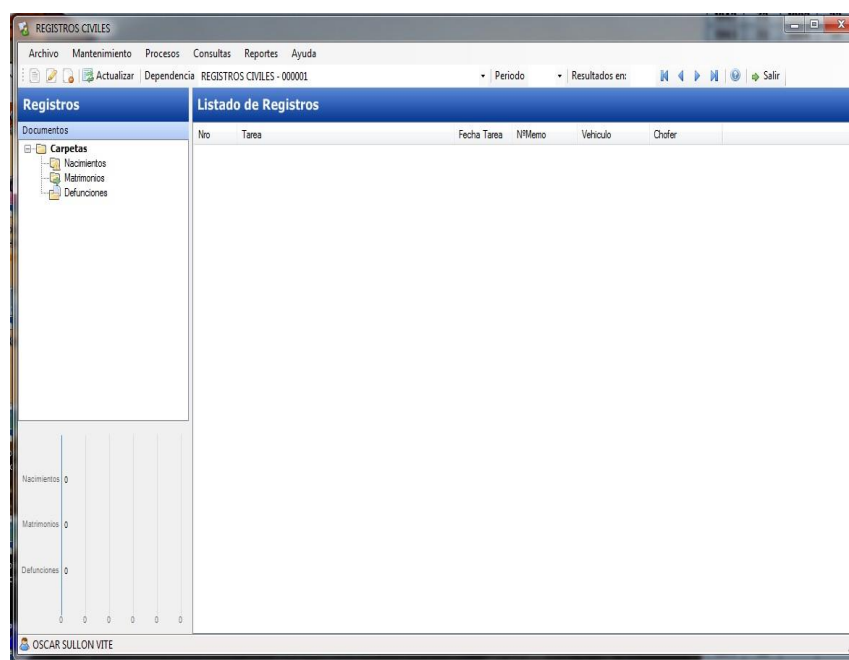 REGISTROS CIVILES
Archivo Mantenimiento Procesos Consultas Reportes Ayuda
Actualizar Dependencia REGISTROS CIVILES - 000001 Periodo Resultados en: Salir
Registros
Listado de Registros
Documentos
Nro Tarea Fecha Tarea NºMemo Vehiculo Chofer
Carpetas
Nacimientos
Matrimonios
Defunciones
Nacimientos 0
Matrimonios 0
Defunciones 0
0 0 0 0 0 0
OSCAR SULLON VITE